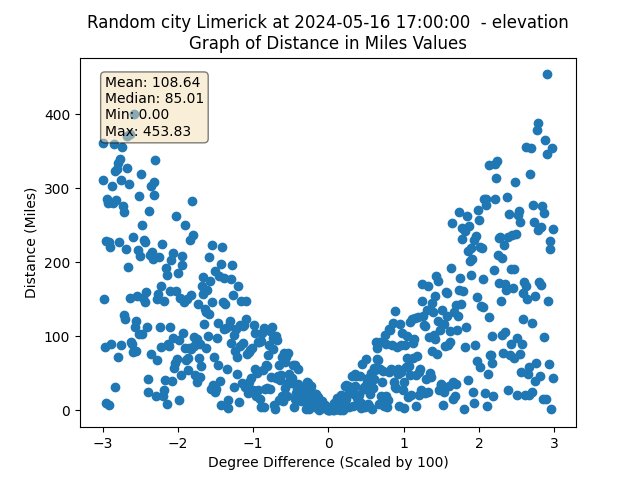 Random city Limerick at 2024-05-16 17:00:00  - elevation
Graph of Distance in Miles Values
Mean: 108.64
Median: 85.01
Min: 0.00
Max: 453.83
Distance (Miles)
400
300
200
100
0
−3 −2 −1 0 1 2 3
Degree Difference (Scaled by 100)